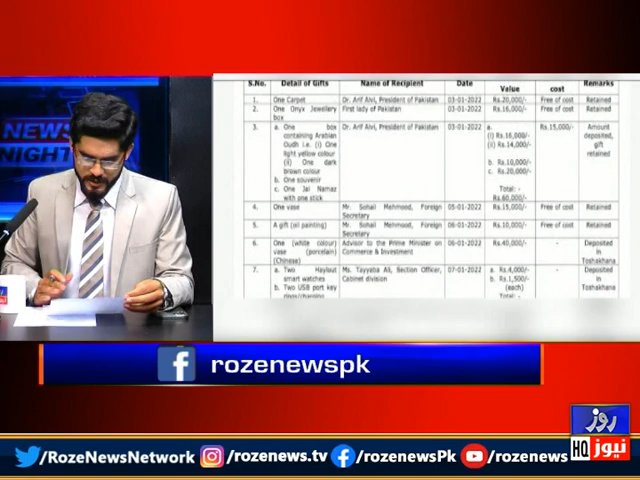 NEWS
NIGHT
S.No. Detail of Gifts Name of Recipient Date Value cost Remarks
1. One Carpet Dr. Arif Alvi, President of Pakistan 03-01-2022 Rs.20,000/- Free of cost Retained
2. One Onyx Jewellery First lady of Pakistan 03-01-2022 Rs.16,000/- Free of cost Retained
box
3. a. One box Dr. Arif Alvi, President of Pakistan 03-01-2022 a. Rs.15,000/- Amount
containing Arabian (i) Rs.16,000/- deposited,
Oudh i.e. (i) One (ii) Rs.14,000/- gift
light yellow colour retained
(ii) One dark b. Rs,10,000/-
brown colour c. Rs,20,000/-
b. One souvenir
c. One Jai Namaz Total: -
with one stick Rs.60,000/-
4. One vase Mr. Sohail Mehmood, Foreign 05-01-2022 Rs.15,000/- Free of cost Retained
Secretary
5. A gift (oil painting) Mr. Sohail Mehmood, Foreign 06-01-2022 Rs.10,000/- Free of cost Retained
Secretary
6. One (white colour) Advisor to the Prime Minister on 06-01-2022 Rs.40,000/- - Deposited
vase (porcelain) Commerce & Investment in
(Chinese) Toshakhana
7. a. Two Haylout Ms. Tayyaba Ali, Section Officer, 07-01-2022 a. Rs.4,000/- - Deposited
smart watches Cabinet division b. Rs.1,500/- in
b. Two USB port key (each) Toshakhana
Total: -
rozenewspk
روز
نیوز HQ
/RozeNewsNetwork /rozenews.tv /rozenewsPk /rozenews